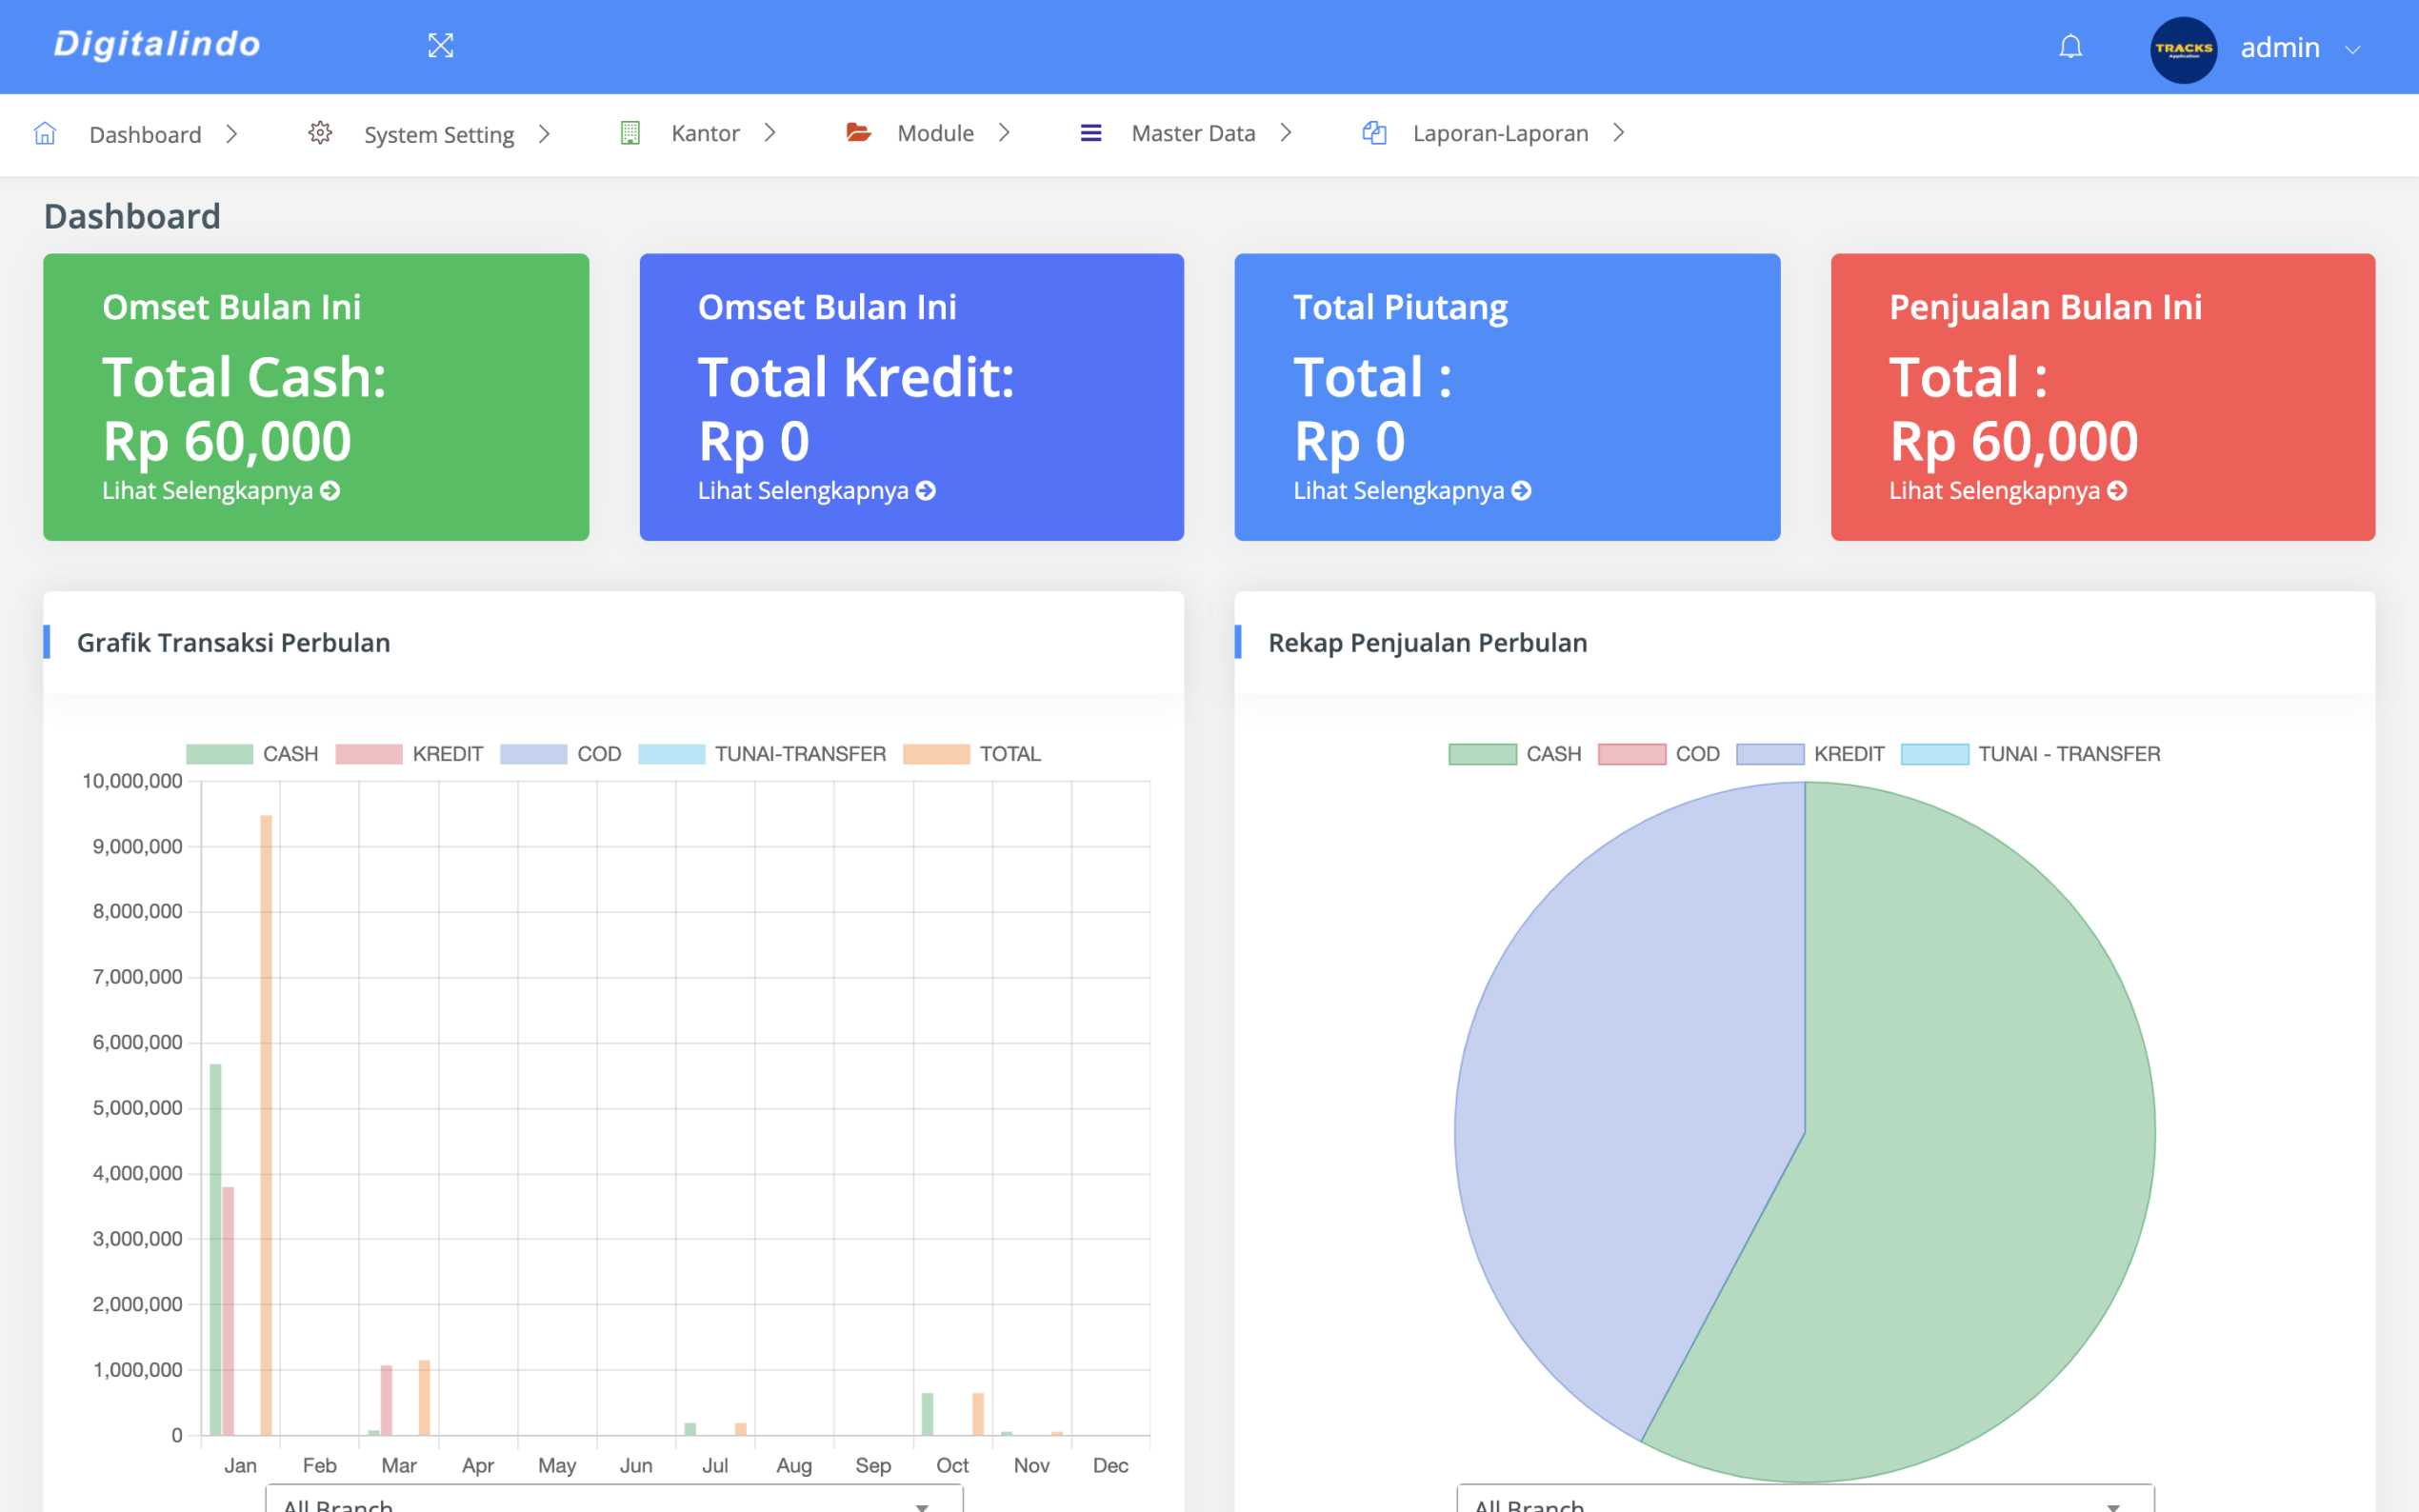 Digitalindo
TRACKS
Application
admin
Dashboard
System Setting
Kantor
Module
Master Data
Laporan-Laporan
Dashboard
Omset Bulan Ini
Total Cash:
Rp 60,000
Lihat Selengkapnya
Omset Bulan Ini
Total Kredit:
Rp 0
Lihat Selengkapnya
Total Piutang
Total :
Rp 0
Lihat Selengkapnya
Penjualan Bulan Ini
Total :
Rp 60,000
Lihat Selengkapnya
Grafik Transaksi Perbulan
CASH KREDIT COD TUNAI-TRANSFER TOTAL
10,000,000
9,000,000
8,000,000
7,000,000
6,000,000
5,000,000
4,000,000
3,000,000
2,000,000
1,000,000
0
Jan Feb Mar Apr May Jun Jul Aug Sep Oct Nov Dec
All Branch
Rekap Penjualan Perbulan
CASH COD KREDIT TUNAI - TRANSFER
All Branch